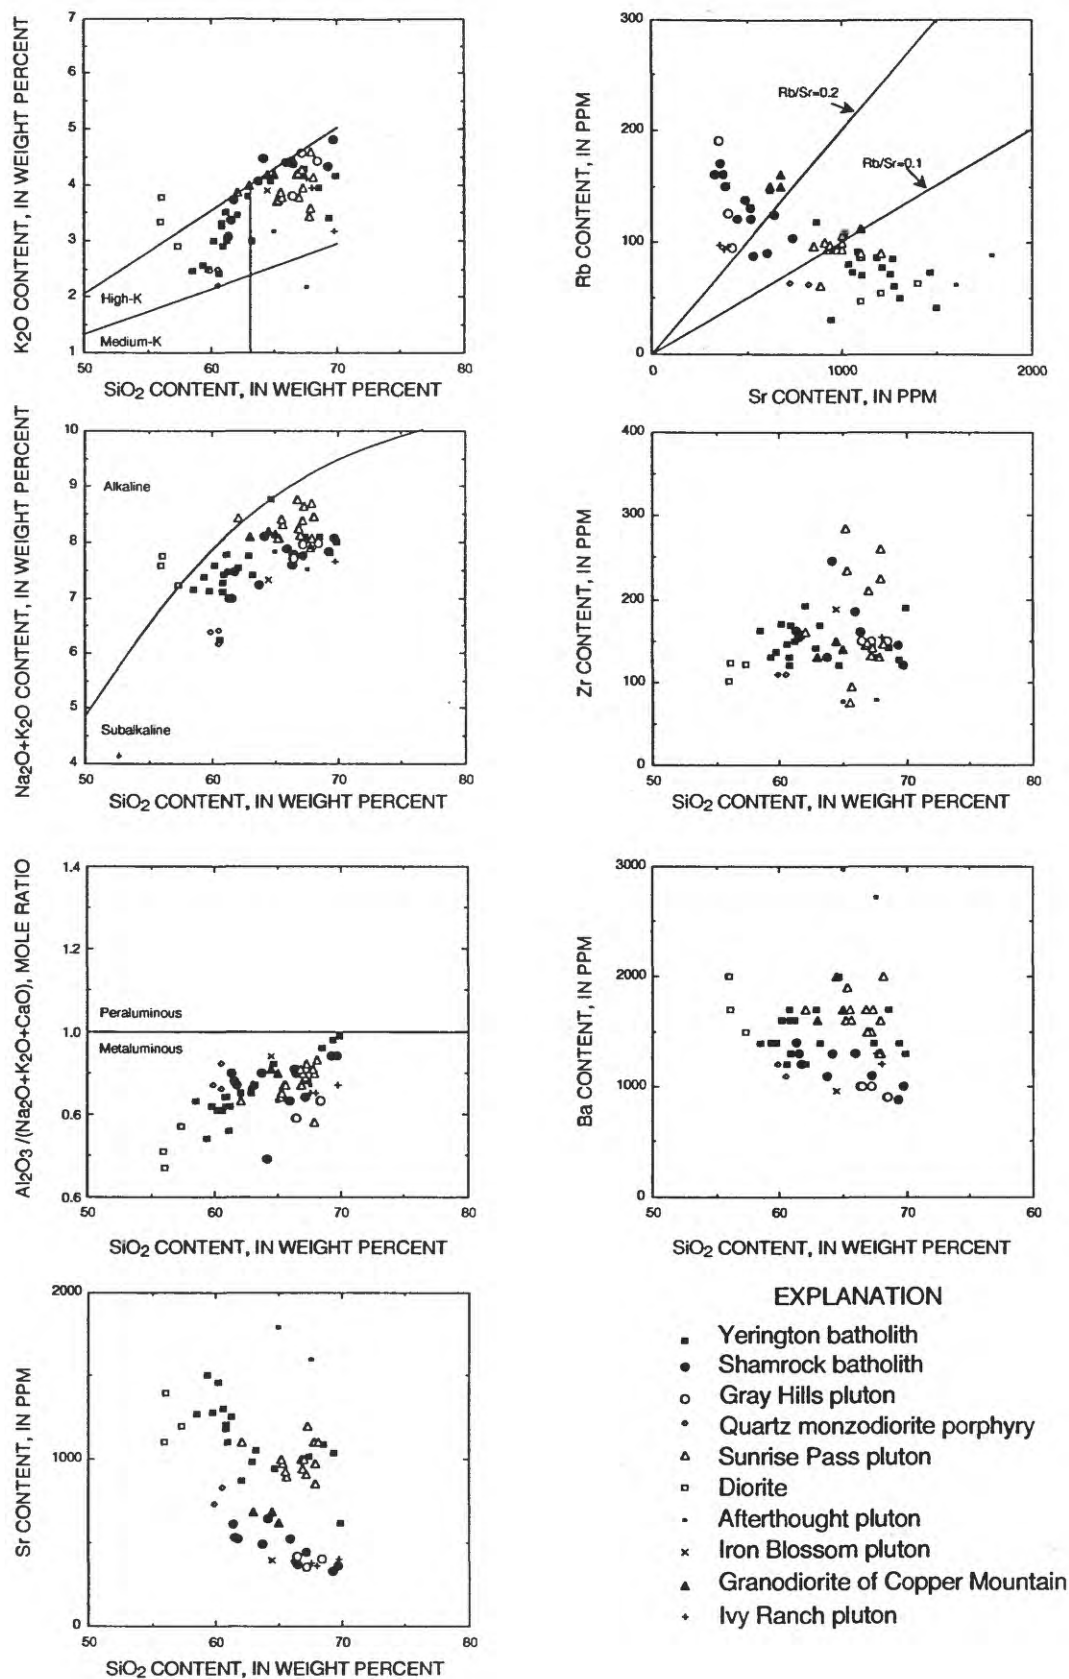 K2O CONTENT, IN WEIGHT PERCENT
7
6
5
4
3
2
1
High-K
Medium-K
50
60
70
80
SiO2 CONTENT, IN WEIGHT PERCENT
Rb CONTENT, IN PPM
300
200
100
0
Rb/Sr=0.2
Rb/Sr=0.1
0
1000
2000
Sr CONTENT, IN PPM
Na2O+K2O CONTENT, IN WEIGHT PERCENT
10
9
8
7
6
5
4
Alkaline
Subalkaline
50
60
70
80
SiO2 CONTENT, IN WEIGHT PERCENT
Zr CONTENT, IN PPM
400
300
200
100
0
50
60
70
80
SiO2 CONTENT, IN WEIGHT PERCENT
Al2O3 /(Na2O+K2O+CaO), MOLE RATIO
1.4
1.2
1.0
0.6
0.6
Peraluminous
Metaluminous
50
60
70
80
SiO2 CONTENT, IN WEIGHT PERCENT
Ba CONTENT, IN PPM
3000
2000
1000
0
50
60
70
60
SiO2 CONTENT, IN WEIGHT PERCENT
Sr CONTENT, IN PPM
2000
1000
0
50
60
70
80
SiO2 CONTENT, IN WEIGHT PERCENT
EXPLANATION
Yerington batholith
Shamrock batholith
Gray Hills pluton
Quartz monzodiorite porphyry
Sunrise Pass pluton
Diorite
Afterthought pluton
Iron Blossom pluton
Granodiorite of Copper Mountain
Ivy Ranch pluton